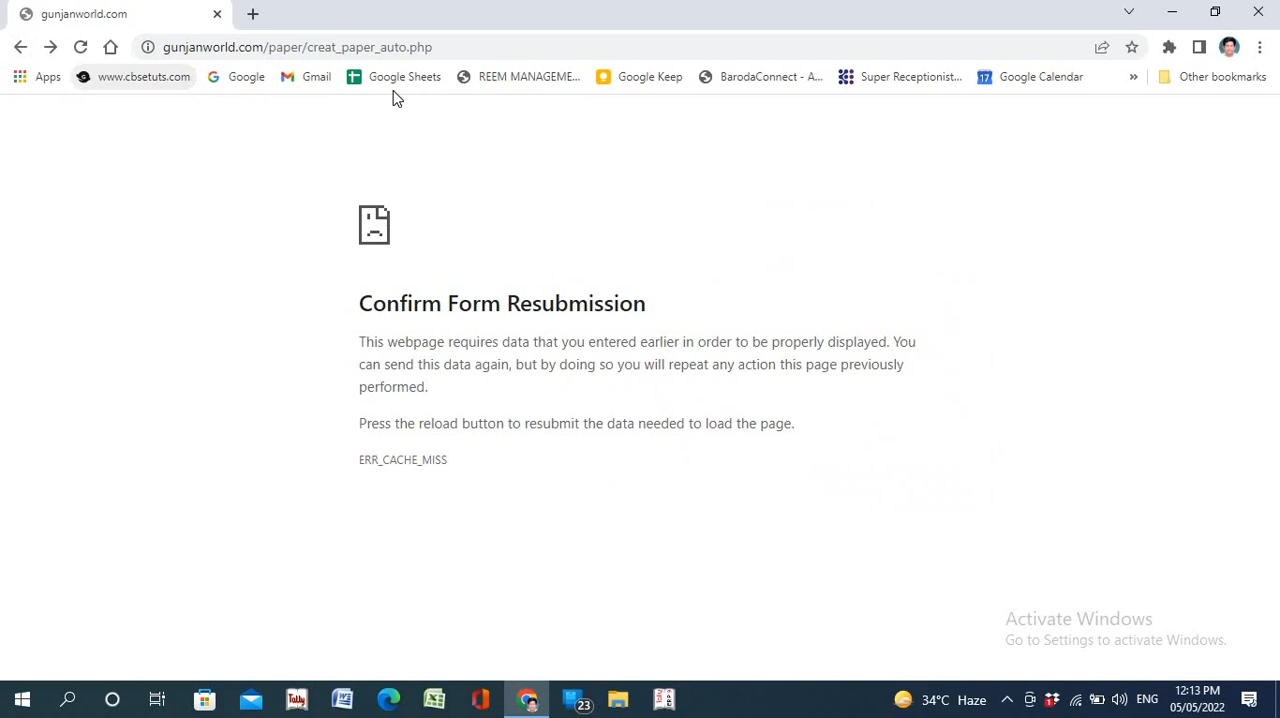 gunjanworld.com
gunjanworld.com/paper/creat_paper_auto.php
Apps www.cbsetuts.com Google Gmail Google Sheets REEM MANAGEME... Google Keep BarodaConnect - A... Super Receptionist... Google Calendar » Other bookmarks
Confirm Form Resubmission
This webpage requires data that you entered earlier in order to be properly displayed. You
can send this data again, but by doing so you will repeat any action this page previously
performed.
Press the reload button to resubmit the data needed to load the page.
ERR_CACHE_MISS
Activate Windows
Go to Settings to activate Windows.
Tally 23 34°C Haze ENG 12:13 PM
05/05/2022